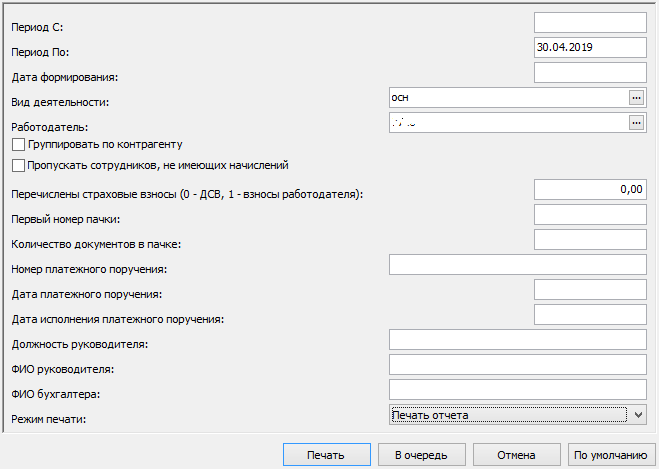 Период С:
Период По: 30.04.2019
Дата формирования:
Вид деятельности: осн ...
Работодатель: ...
Группировать по контрагенту
Пропускать сотрудников, не имеющих начислений
Перечислены страховые взносы (0 - ДСВ, 1 - взносы работодателя): 0,00
Первый номер пачки:
Количество документов в пачке:
Номер платежного поручения:
Дата платежного поручения:
Дата исполнения платежного поручения:
Должность руководителя:
ФИО руководителя:
ФИО бухгалтера:
Режим печати: Печать отчета
Печать В очередь Отмена По умолчанию